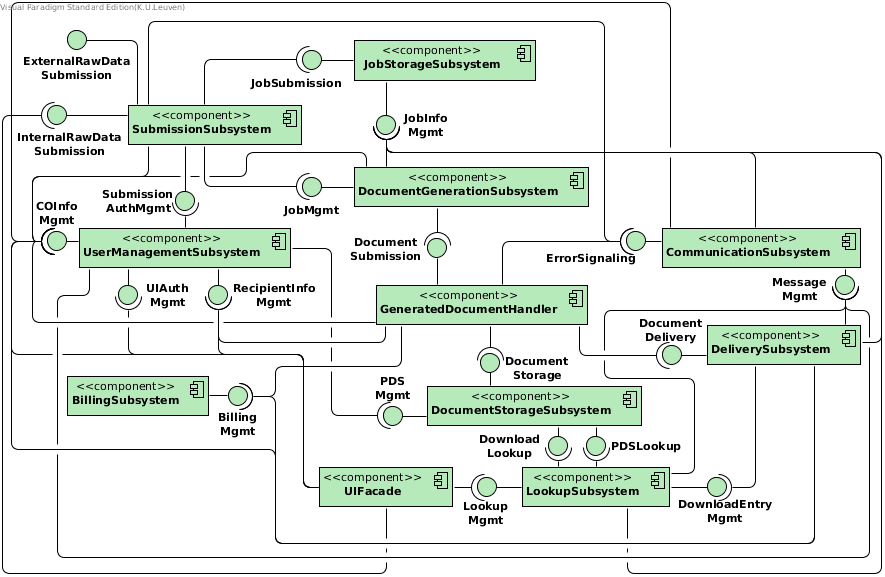 Visual Paradigm Standard Edition(K.U.Leuven)
<<component>>
JobStorageSubsystem
ExternalRawData
Submission
JobSubmission
<<component>>
SubmissionSubsystem
JobInfo
Mgmt
InternalRawData
Submission
<<component>>
DocumentGenerationSubsystem
Submission
AuthMgmt
JobMgmt
COInfo
Mgmt
<<component>>
UserManagementSubsystem
Document
Submission
ErrorSignaling
<<component>>
CommunicationSubsystem
UIAuth
Mgmt
RecipientInfo
Mgmt
Message
Mgmt
<<component>>
GeneratedDocumentHandler
Document
Delivery
<<component>>
DeliverySubsystem
Document
Storage
<<component>>
BillingSubsystem
Billing
Mgmt
PDS
Mgmt
<<component>>
DocumentStorageSubsystem
Download
Lookup
PDSLookup
<<component>>
UIFacade
Lookup
Mgmt
<<component>>
LookupSubsystem
DownloadEntry
Mgmt